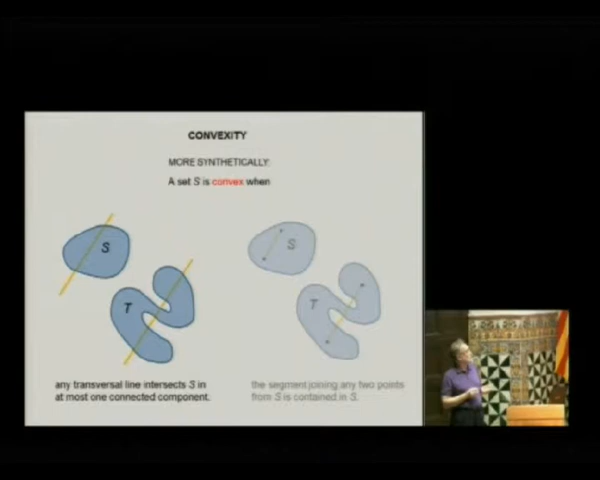 CONVEXITY
MORE SYNTHETICALLY:
A set S is convex when
S
T
S
T
any transversal line intersects S in
at most one connected component.
the segment joining any two points
from S is contained in S.